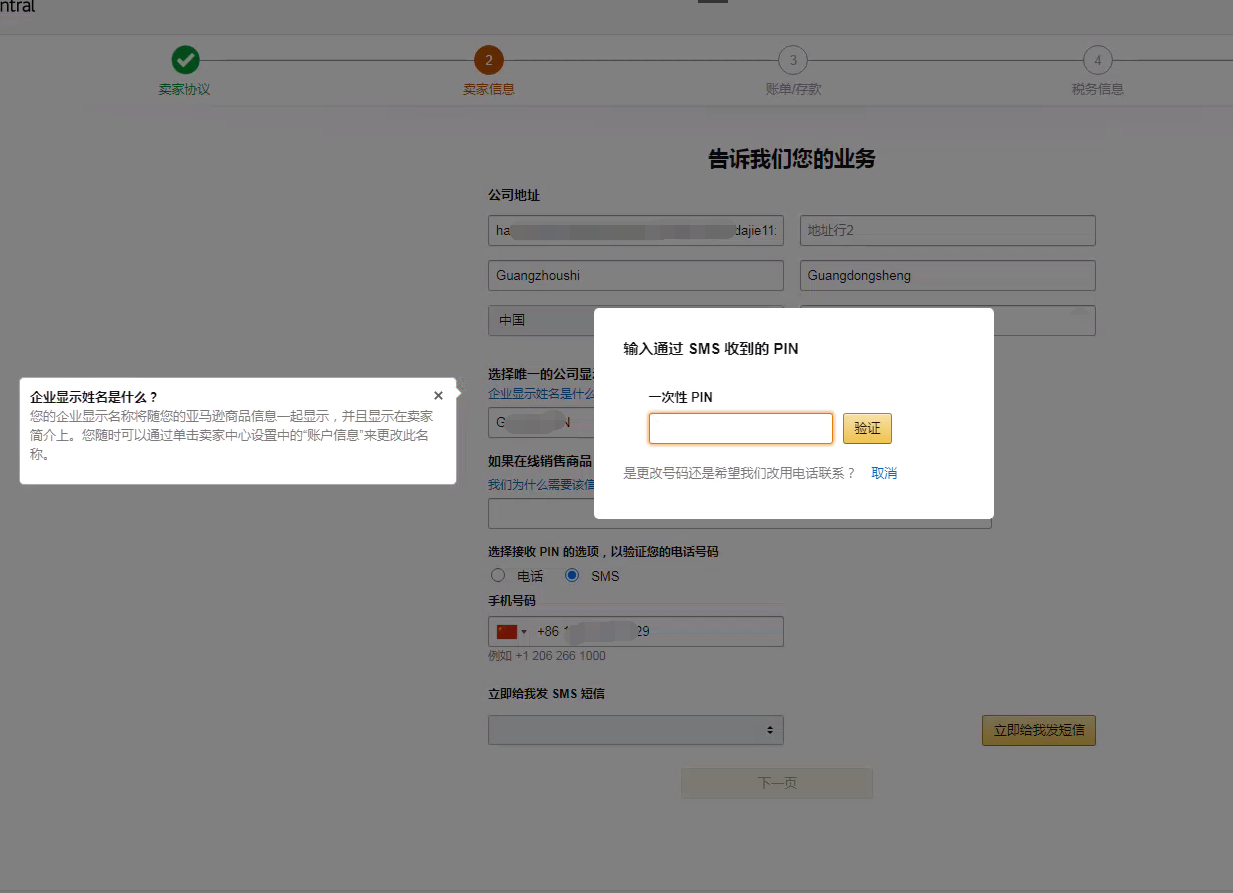 ntral
2
3
4
卖家协议
卖家信息
账单/存款
税务信息
告诉我们您的业务
公司地址
ha
dajie11
地址行2
Guangzhoushi
Guangdongsheng
中国
输入通过 SMS 收到的 PIN
选择唯一的公司显
企业显示姓名是什么
企业显示姓名是什么？
×
您的企业显示名称将随您的亚马逊商品信息一起显示，并且显示在卖家
简介上。您随时可以通过单击卖家中心设置中的“账户信息”来更改此名
称。
一次性 PIN
G
N
验证
如果在线销售商品
是更改号码还是希望我们改用电话联系？ 取消
我们为什么需要该信
选择接收 PIN 的选项，以验证您的电话号码
电话
SMS
手机号码
+86 1
29
例如 +1 206 266 1000
立即给我发 SMS 短信
立即给我发短信
下一页